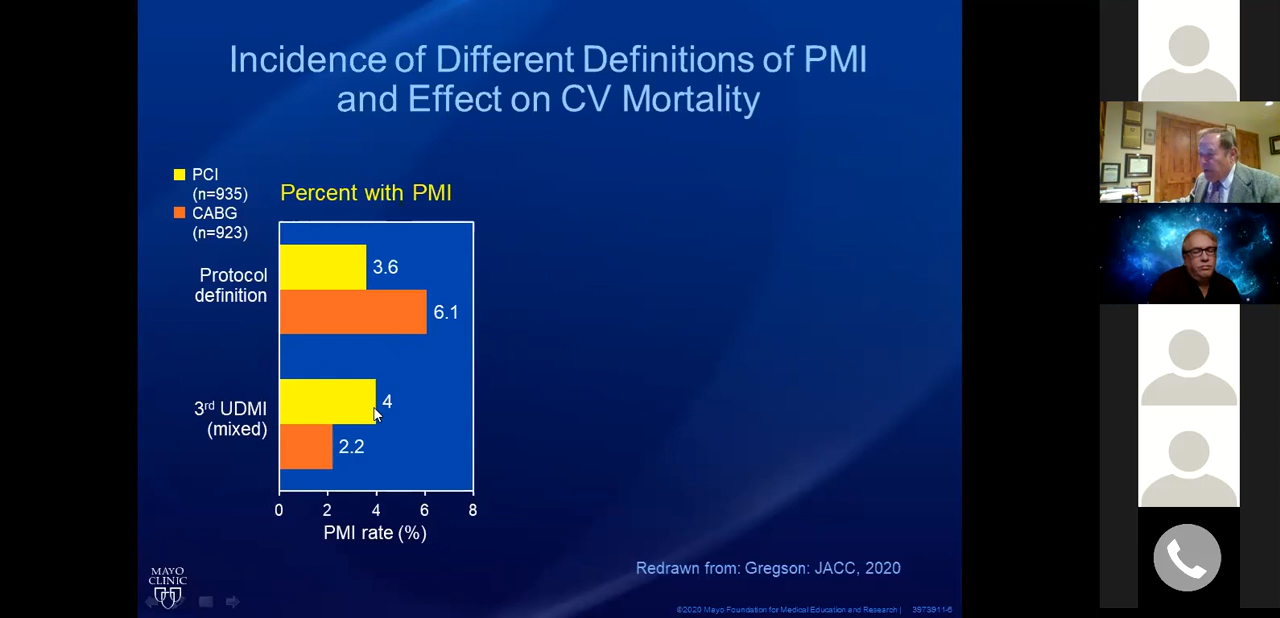 Incidence of Different Definitions of PMI
and Effect on CV Mortality
PCI
(n=935)
CABG
(n=923)
Percent with PMI
Protocol
definition
3.6
6.1
3rd UDMI
(mixed)
4
2.2
0 2 4 6 8
PMI rate (%)
Redrawn from: Gregson: JACC, 2020
MAYO
CLINIC
©2020 Mayo Foundation for Medical Education and Research | 3973911-6